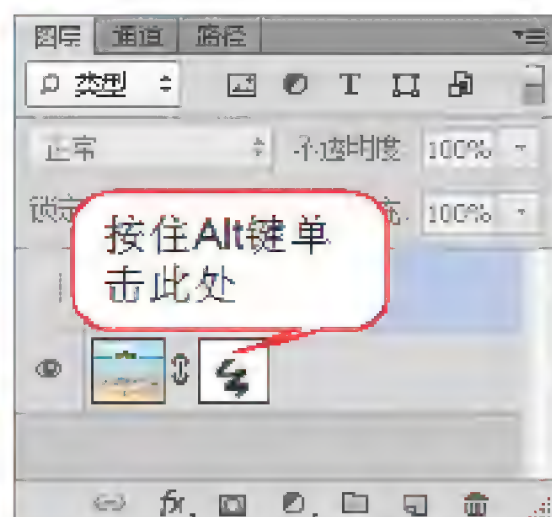 图层 通道 路径
类型
正常 不透明度: 100%
锁定 充: 100%
按住Alt键单
击此处
fx